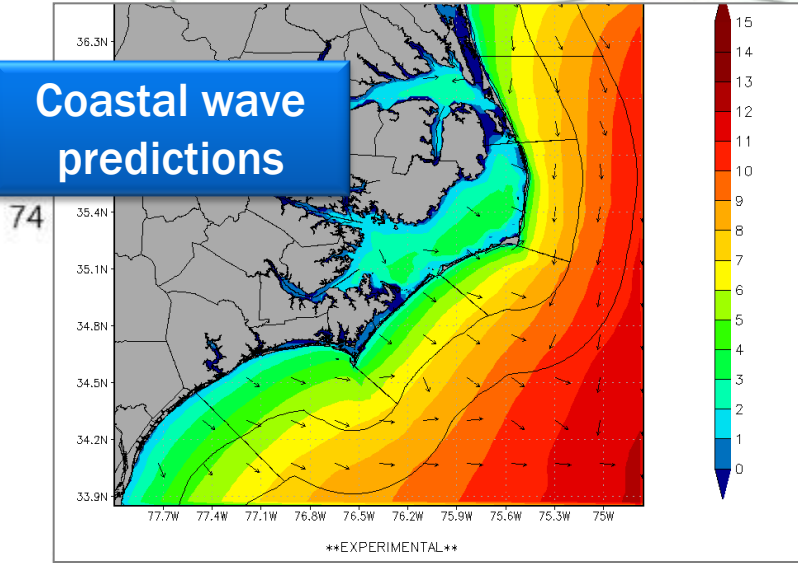 Coastal wave
predictions
74
36.3N
35.4N
35.1N
34.8N
34.5N
34.2N
33.9N
77.7W 77.4W 77.1W 76.8W 76.5W 76.2W 75.9W 75.6W 75.3W 75W
**EXPERIMENTAL**
15
14
13
12
11
10
9
8
7
6
5
4
3
2
1
0